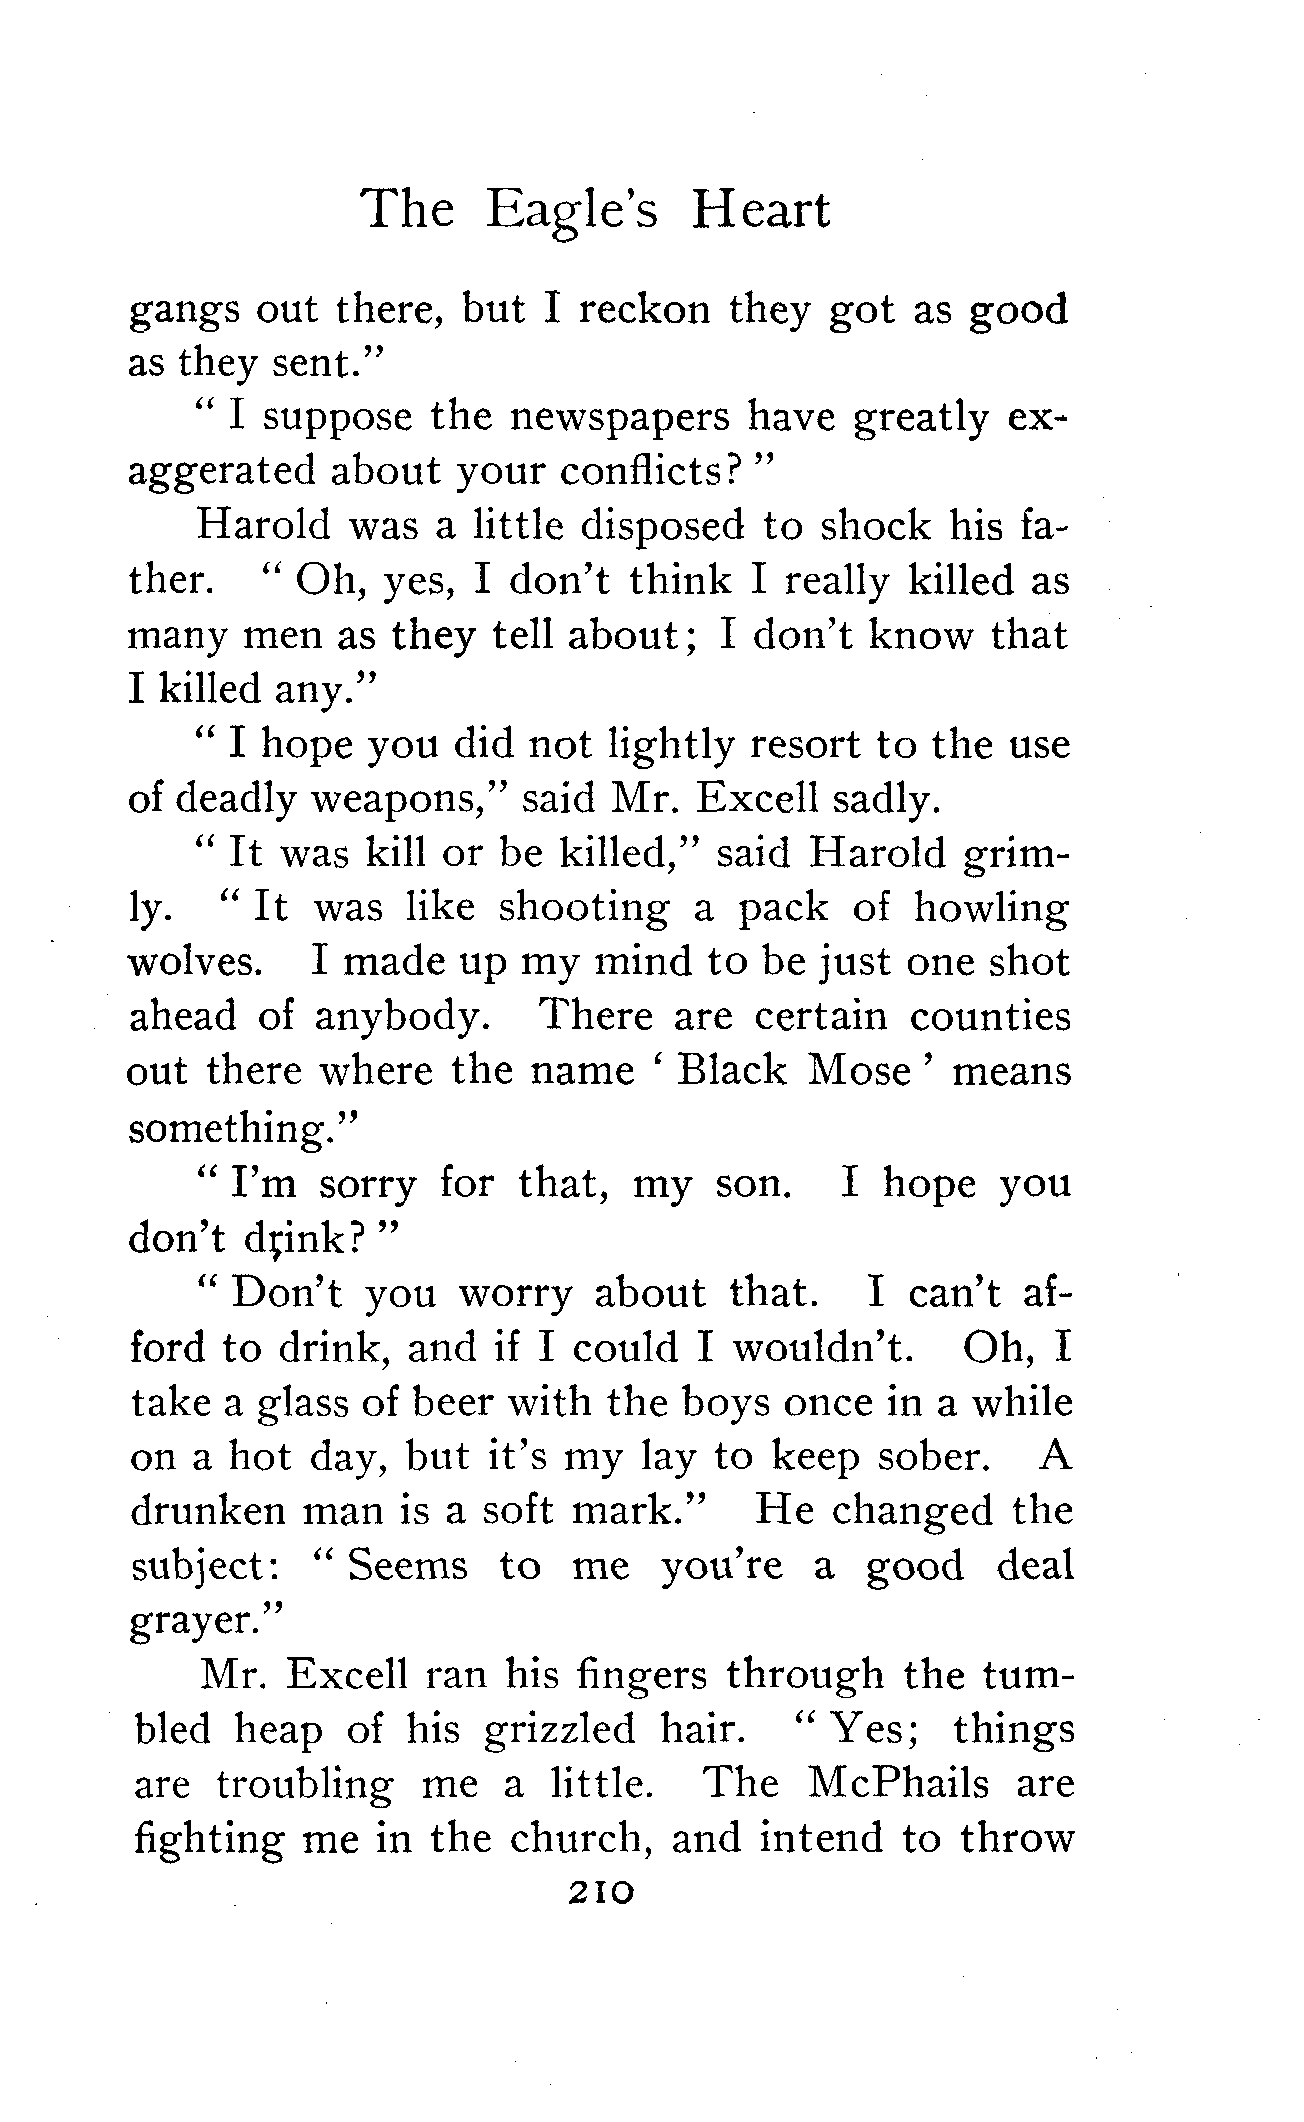 The Eagle's Heart
gangs out there, but I reckon they got as good
as they sent."
" I suppose the newspapers have greatly ex-
aggerated about your conflicts? "
Harold was a little disposed to shock his fa-
ther. " Oh, yes, I don't think I really killed as
many men as they tell about; I don't know that
I killed any."
" I hope you did not lightly resort to the use
of deadly weapons," said Mr. Excell sadly.
" It was kill or be killed," said Harold grim-
ly. " It was like shooting a pack of howling
wolves. I made up my mind to be just one shot
ahead of anybody. There are certain counties
out there where the name ' Black Mose ' means
something."
" I'm sorry for that, my son. I hope you
don't drink? "
" Don't you worry about that. I can't af-
ford to drink, and if I could I wouldn't. Oh, I
take a glass of beer with the boys once in a while
on a hot day, but it's my lay to keep sober. A
drunken man is a soft mark." He changed the
subject: " Seems to me you're a good deal
grayer."
Mr. Excell ran his fingers through the tum-
bled heap of his grizzled hair. " Yes; things
are troubling me a little. The McPhails are
fighting me in the church, and intend to throw
210